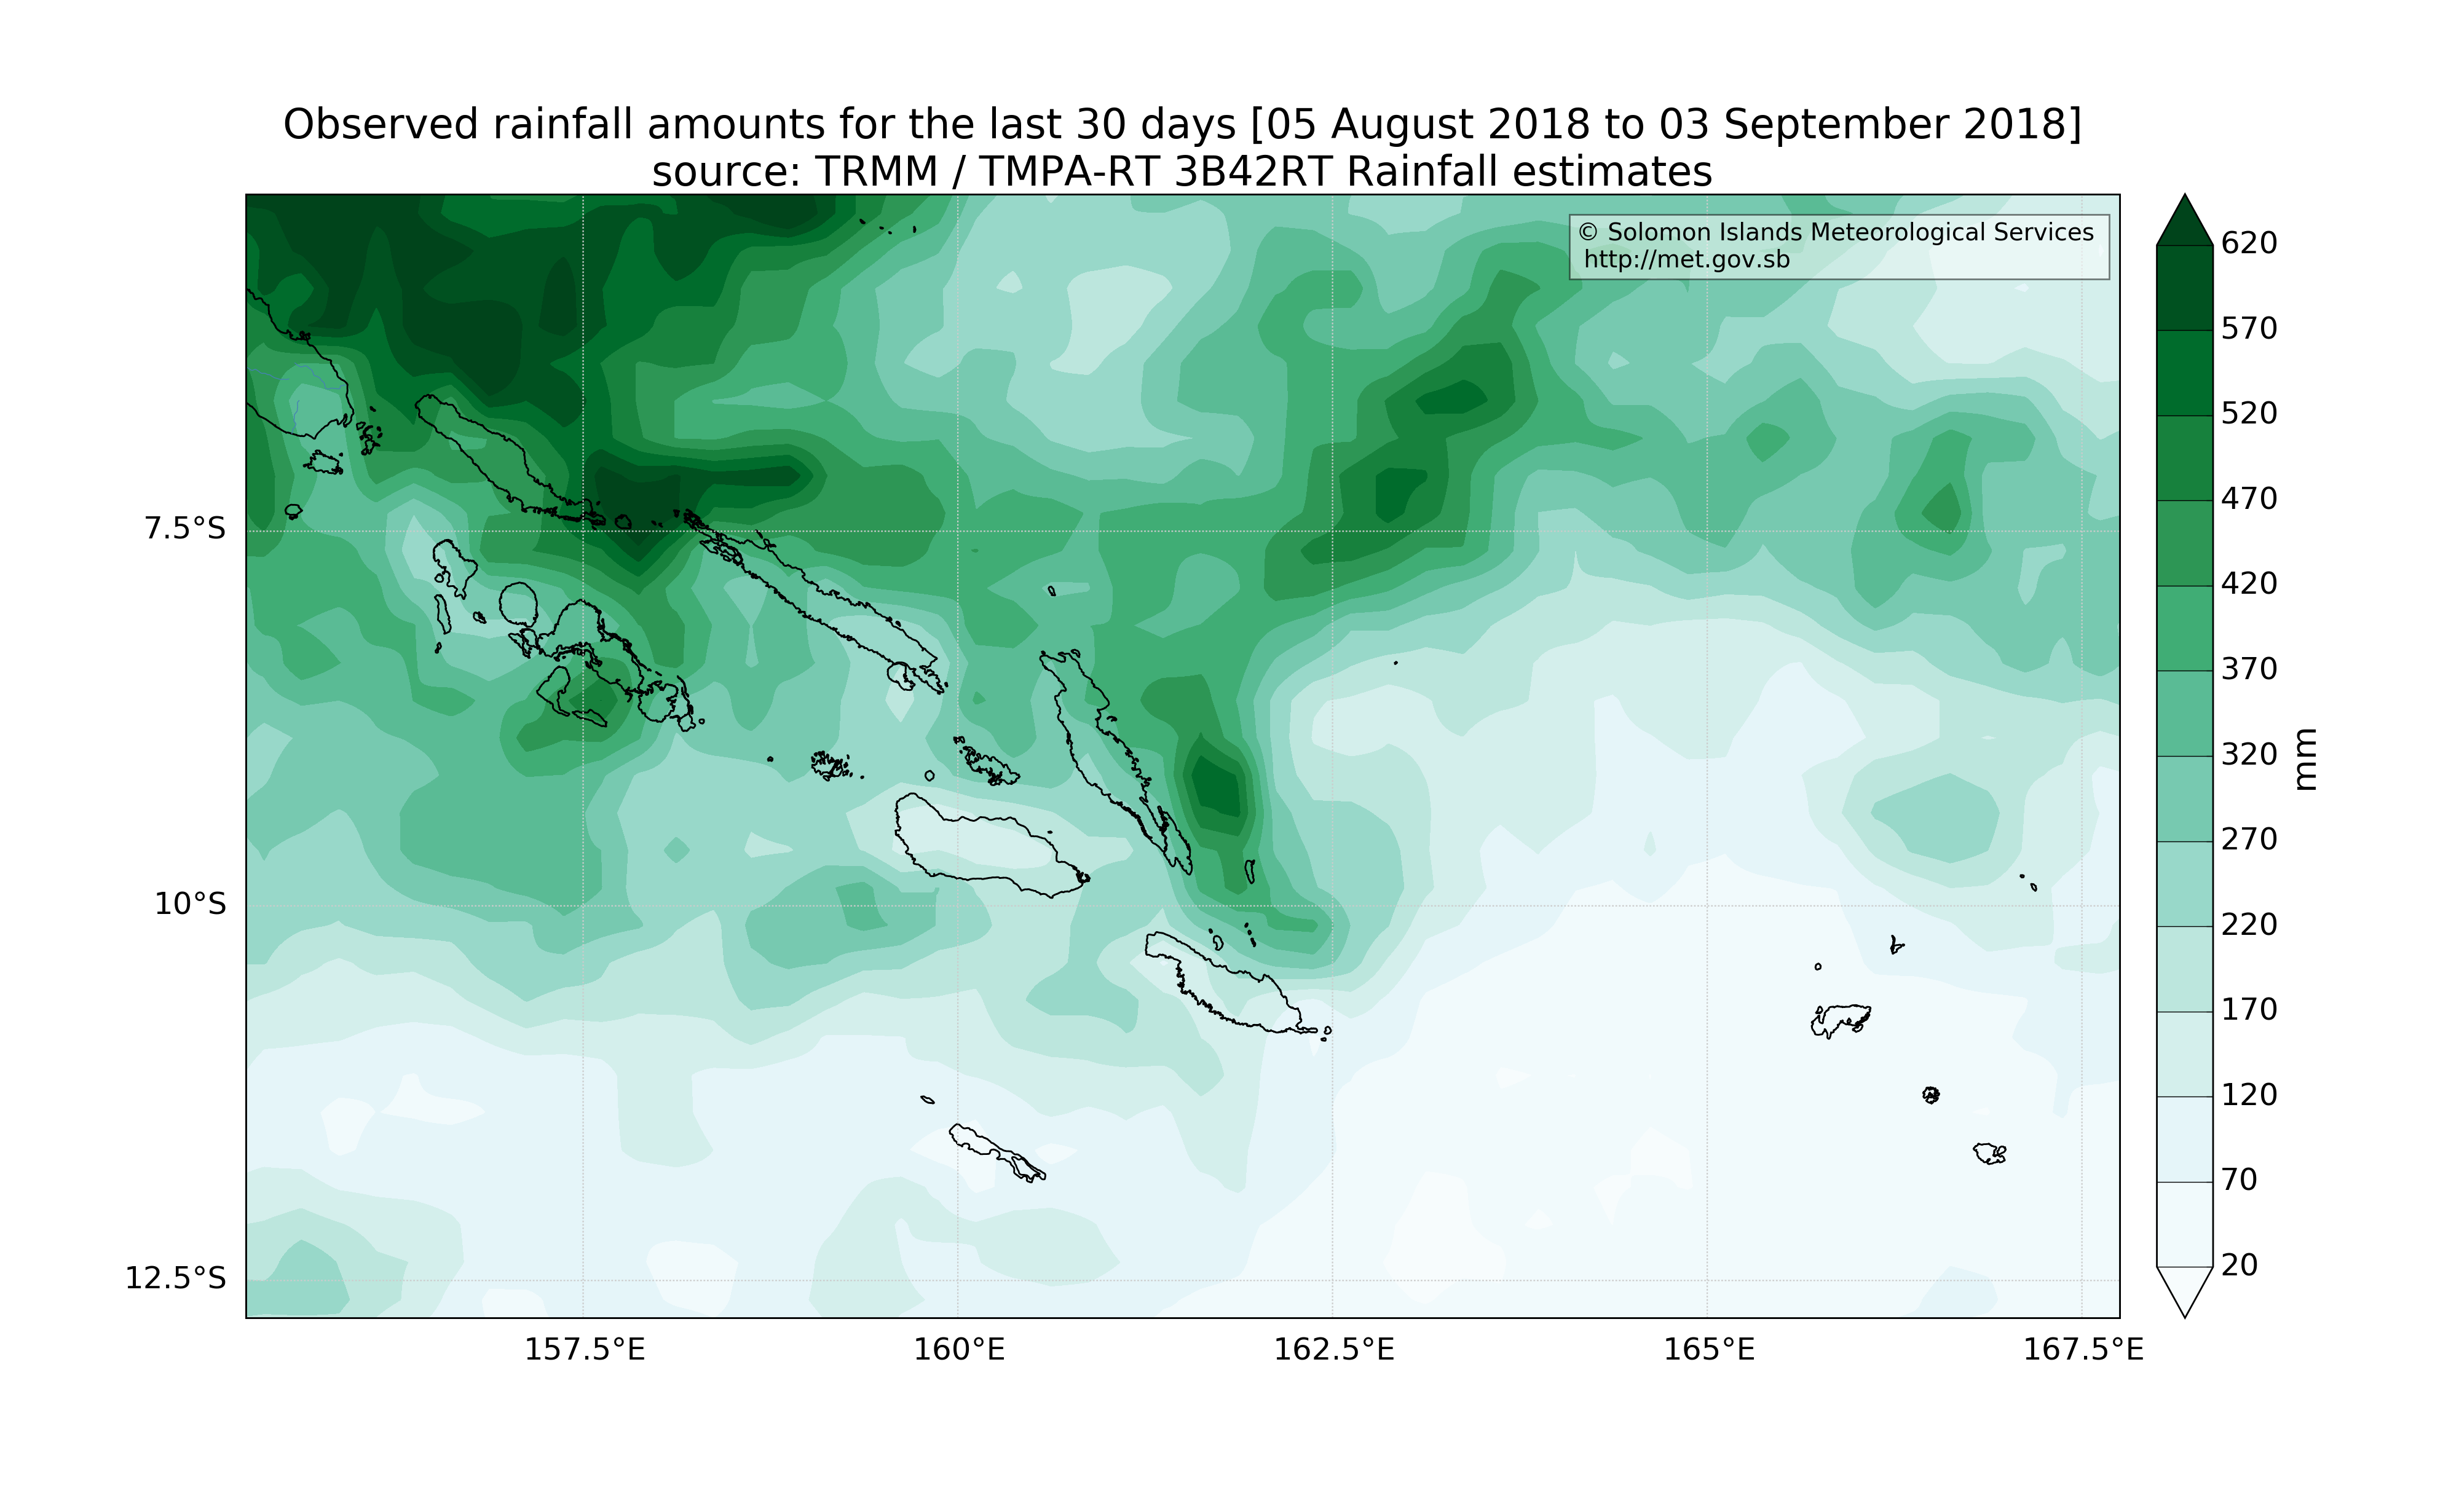 Observed rainfall amounts for the last 30 days [05 August 2018 to 03 September 2018]
source: TRMM / TMPA-RT 3B42RT Rainfall estimates
© Solomon Islands Meteorological Services
http://met.gov.sb
620
570
520
470
420
370
320
270
220
170
120
70
20
mm
7.5°S
10°S
12.5°S
157.5°E
160°E
162.5°E
165°E
167.5°E